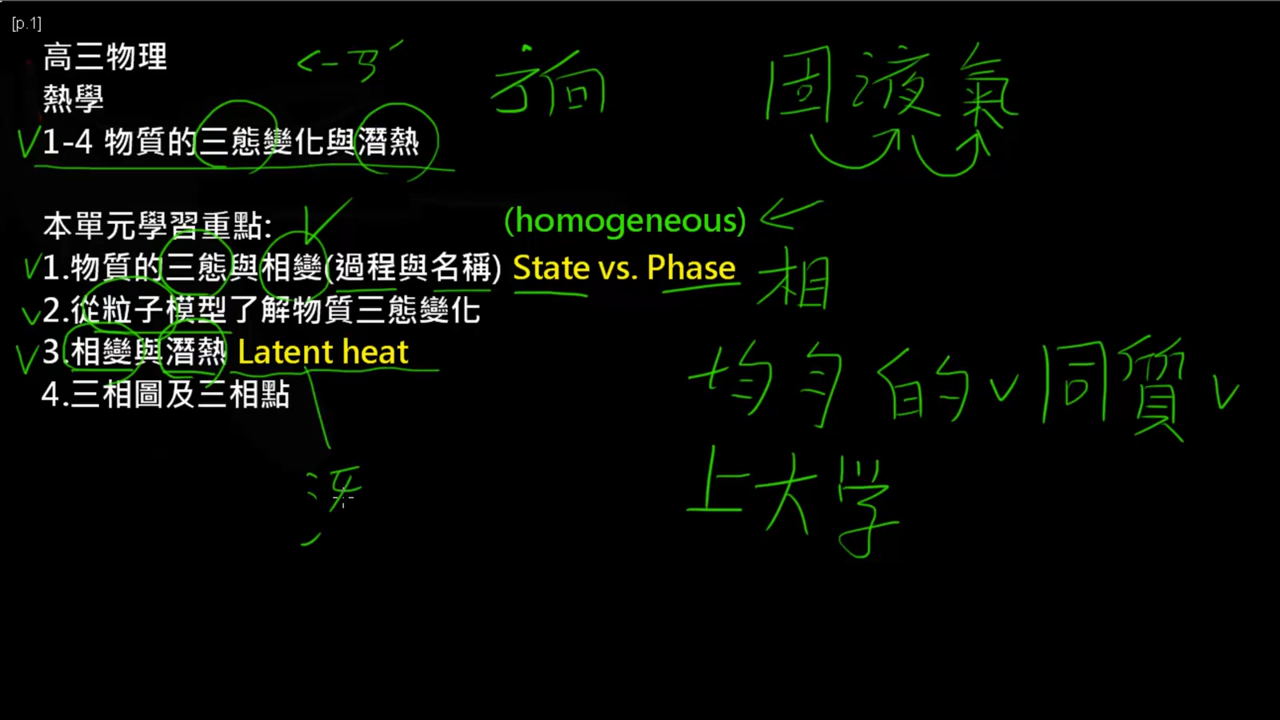 [p.1]
高三物理
熱學
1-4 物質的三態變化與潛熱
方向
固液氣
本單元學習重點:
(homogeneous)
1.物質的三態與相變(過程與名稱) State vs. Phase
相
2.從粒子模型了解物質三態變化
3.相變與潛熱 Latent heat
均勻的 同質
4.三相圖及三相點
上大学